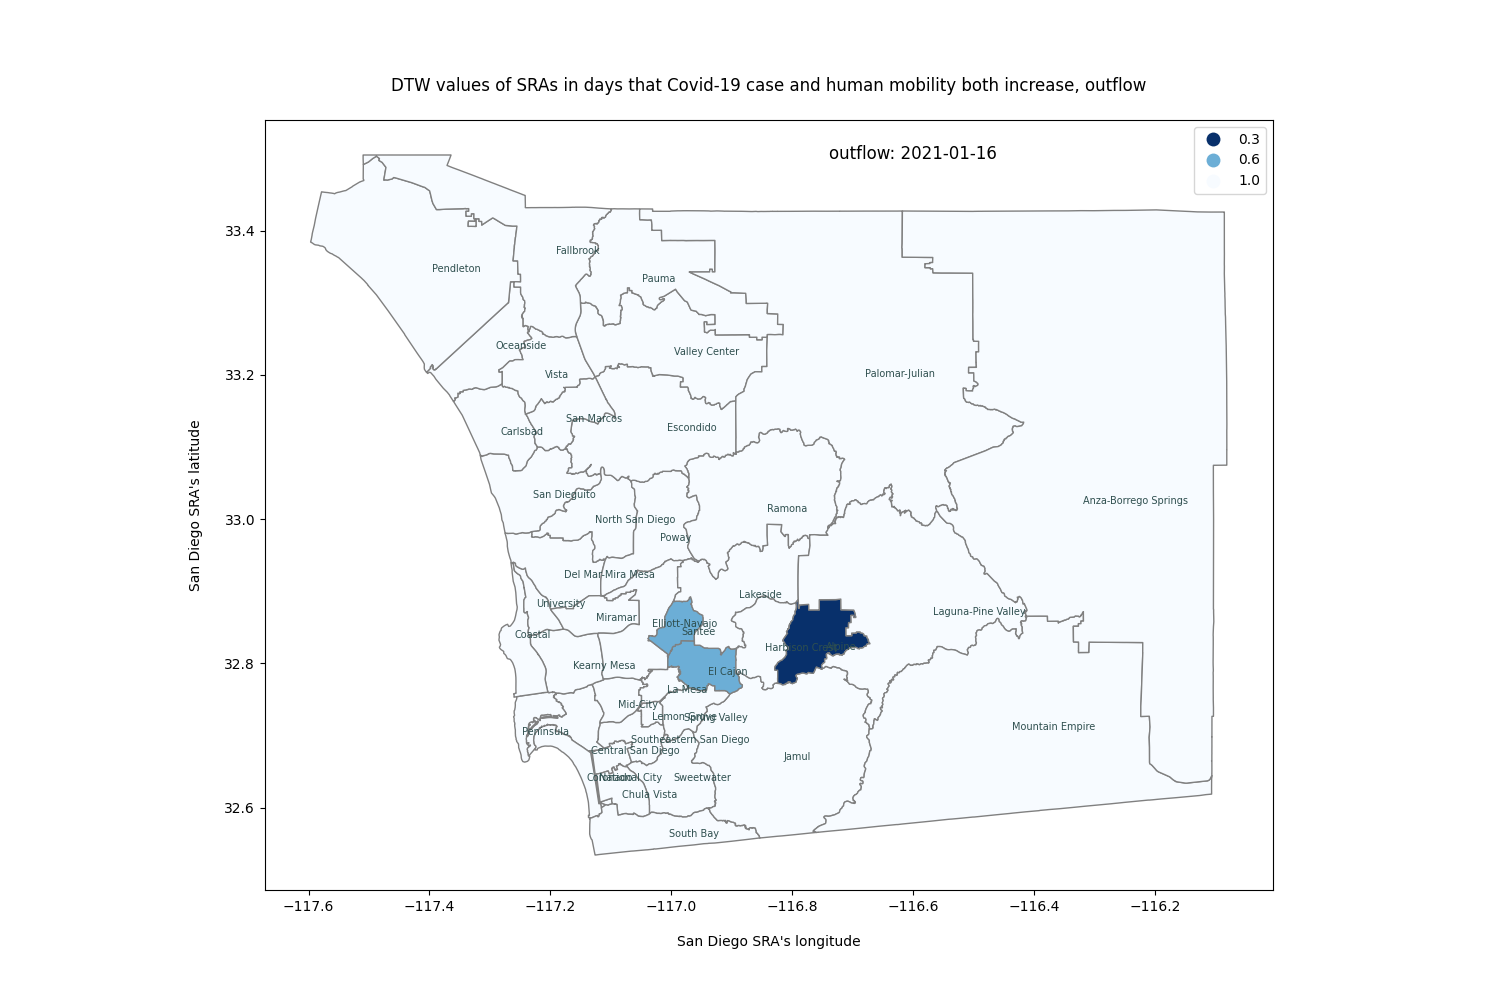 DTW values of SRAs in days that Covid-19 case and human mobility both increase, outflow
outflow: 2021-01-16
0.3
0.6
1.0
33.4
33.2
33.0
32.8
32.6
San Diego SRA's latitude
Fallbrook
Pendleton
Pauma
Oceanside
Valley Center
Vista
Palomar-Julian
San Marcos
Carlsbad
Escondido
San Dieguito
Anza-Borrego Springs
Ramona
North San Diego
Poway
Del Mar-Mira Mesa
Lakeside
University
Miramar
Laguna-Pine Valley
Elliott-Navajo
Santee
Coastal
Harbison Crest
Kearny Mesa
El Cajon
La Mesa
Mid-City
Lemon Grove
Spring Valley
Mountain Empire
Peninsula
Southeastern San Diego
Central San Diego
Jamul
Coronado
National City
Sweetwater
Chula Vista
South Bay
−117.6
−117.4
−117.2
−117.0
−116.8
−116.6
−116.4
−116.2
San Diego SRA's longitude